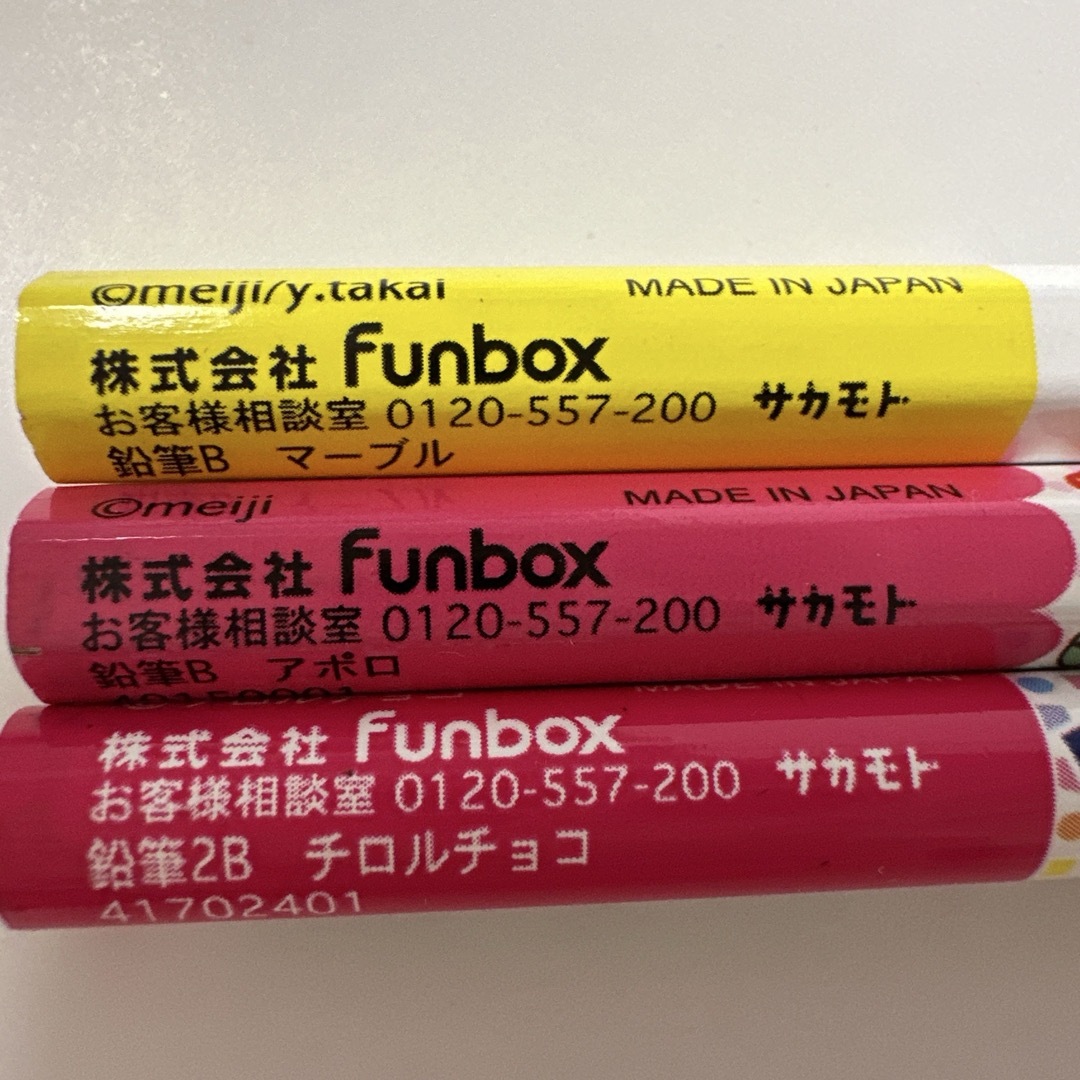 ©meiji/y.takai MADE IN JAPAN
株式会社 funbox
お客様相談室 0120-557-200 サカモト
鉛筆B マーブル
©meiji MADE IN JAPAN
株式会社 funbox
お客様相談室 0120-557-200 サカモト
鉛筆B アポロ
MADE IN JAPAN
株式会社 funbox
お客様相談室 0120-557-200 サカモト
鉛筆2B チロルチョコ
41702401